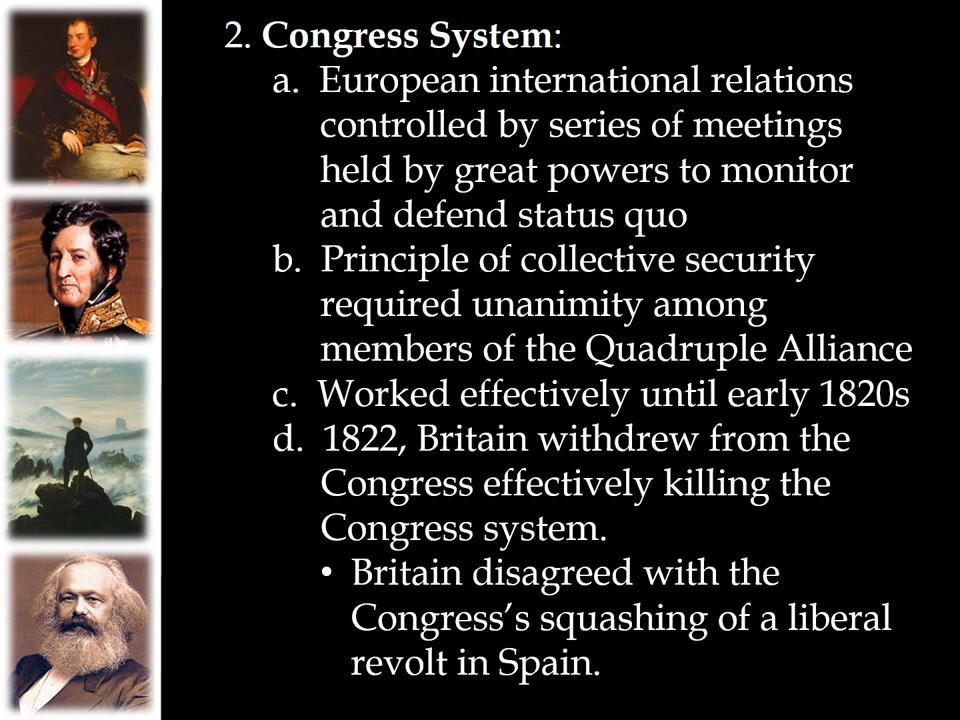 2. Congress System:
a. European international relations
controlled by series of meetings
held by great powers to monitor
and defend status quo
b. Principle of collective security
required unanimity among
members of the Quadruple Alliance
c. Worked effectively until early 1820s
d. 1822, Britain withdrew from the
Congress effectively killing the
Congress system.
• Britain disagreed with the
Congress’s squashing of a liberal
revolt in Spain.